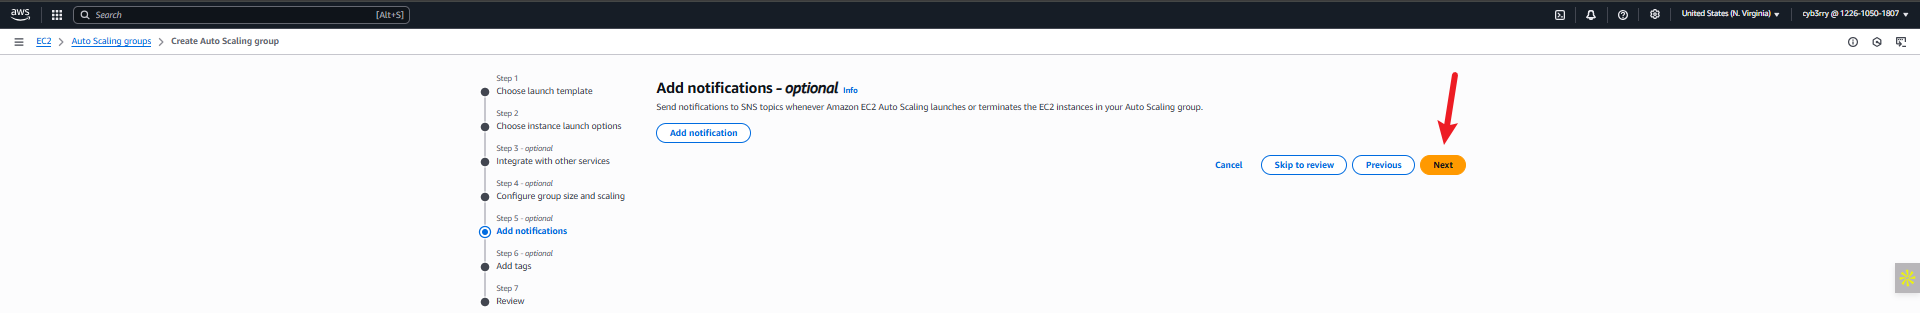 aws
Search
[Alt+S]
United States (N. Virginia)
cyb3rry @ 1226-1050-1807
EC2
Auto Scaling groups
Create Auto Scaling group
Step 1
Choose launch template
Step 2
Choose instance launch options
Step 3 - optional
Integrate with other services
Step 4 - optional
Configure group size and scaling
Step 5 - optional
Add notifications
Step 6 - optional
Add tags
Step 7
Review
Add notifications - optional Info
Send notifications to SNS topics whenever Amazon EC2 Auto Scaling launches or terminates the EC2 instances in your Auto Scaling group.
Add notification
Cancel
Skip to review
Previous
Next